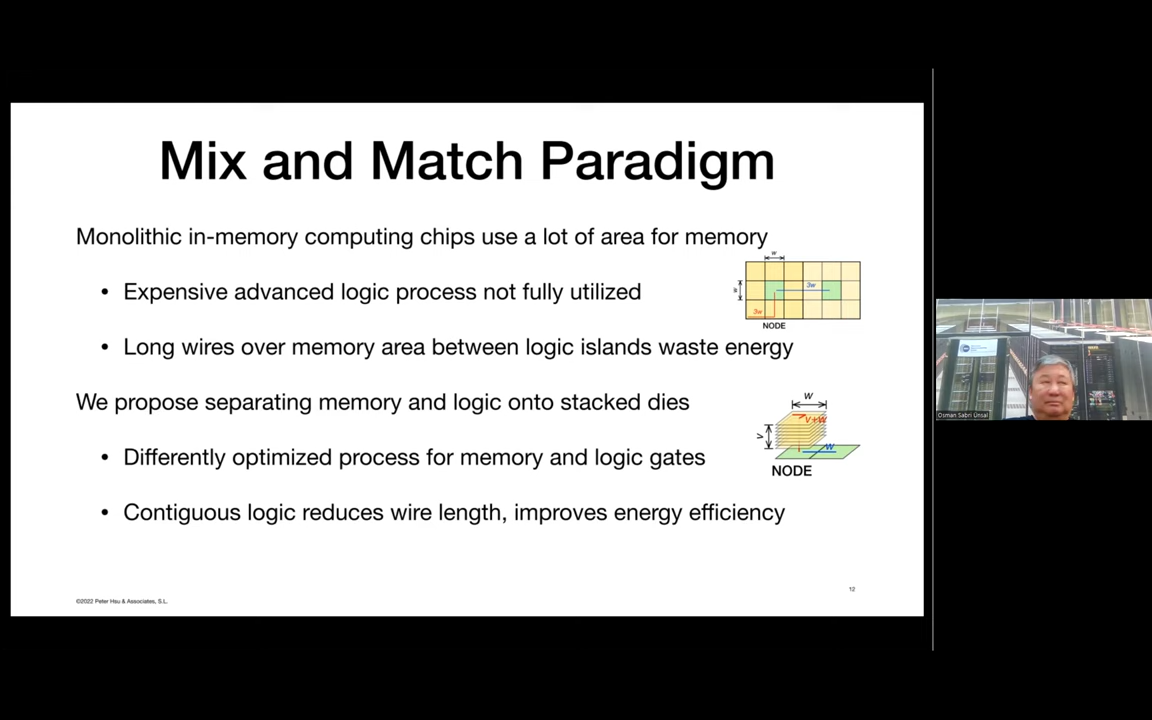 Mix and Match Paradigm
Monolithic in-memory computing chips use a lot of area for memory
w
• Expensive advanced logic process not fully utilized
w
3w
3w
NODE
• Long wires over memory area between logic islands waste energy
We propose separating memory and logic onto stacked dies
w
v+w
v
w
• Differently optimized process for memory and logic gates
NODE
• Contiguous logic reduces wire length, improves energy efficiency
©2022 Peter Hsu & Associates, S.L.
12
Osman Sabri Ünsal